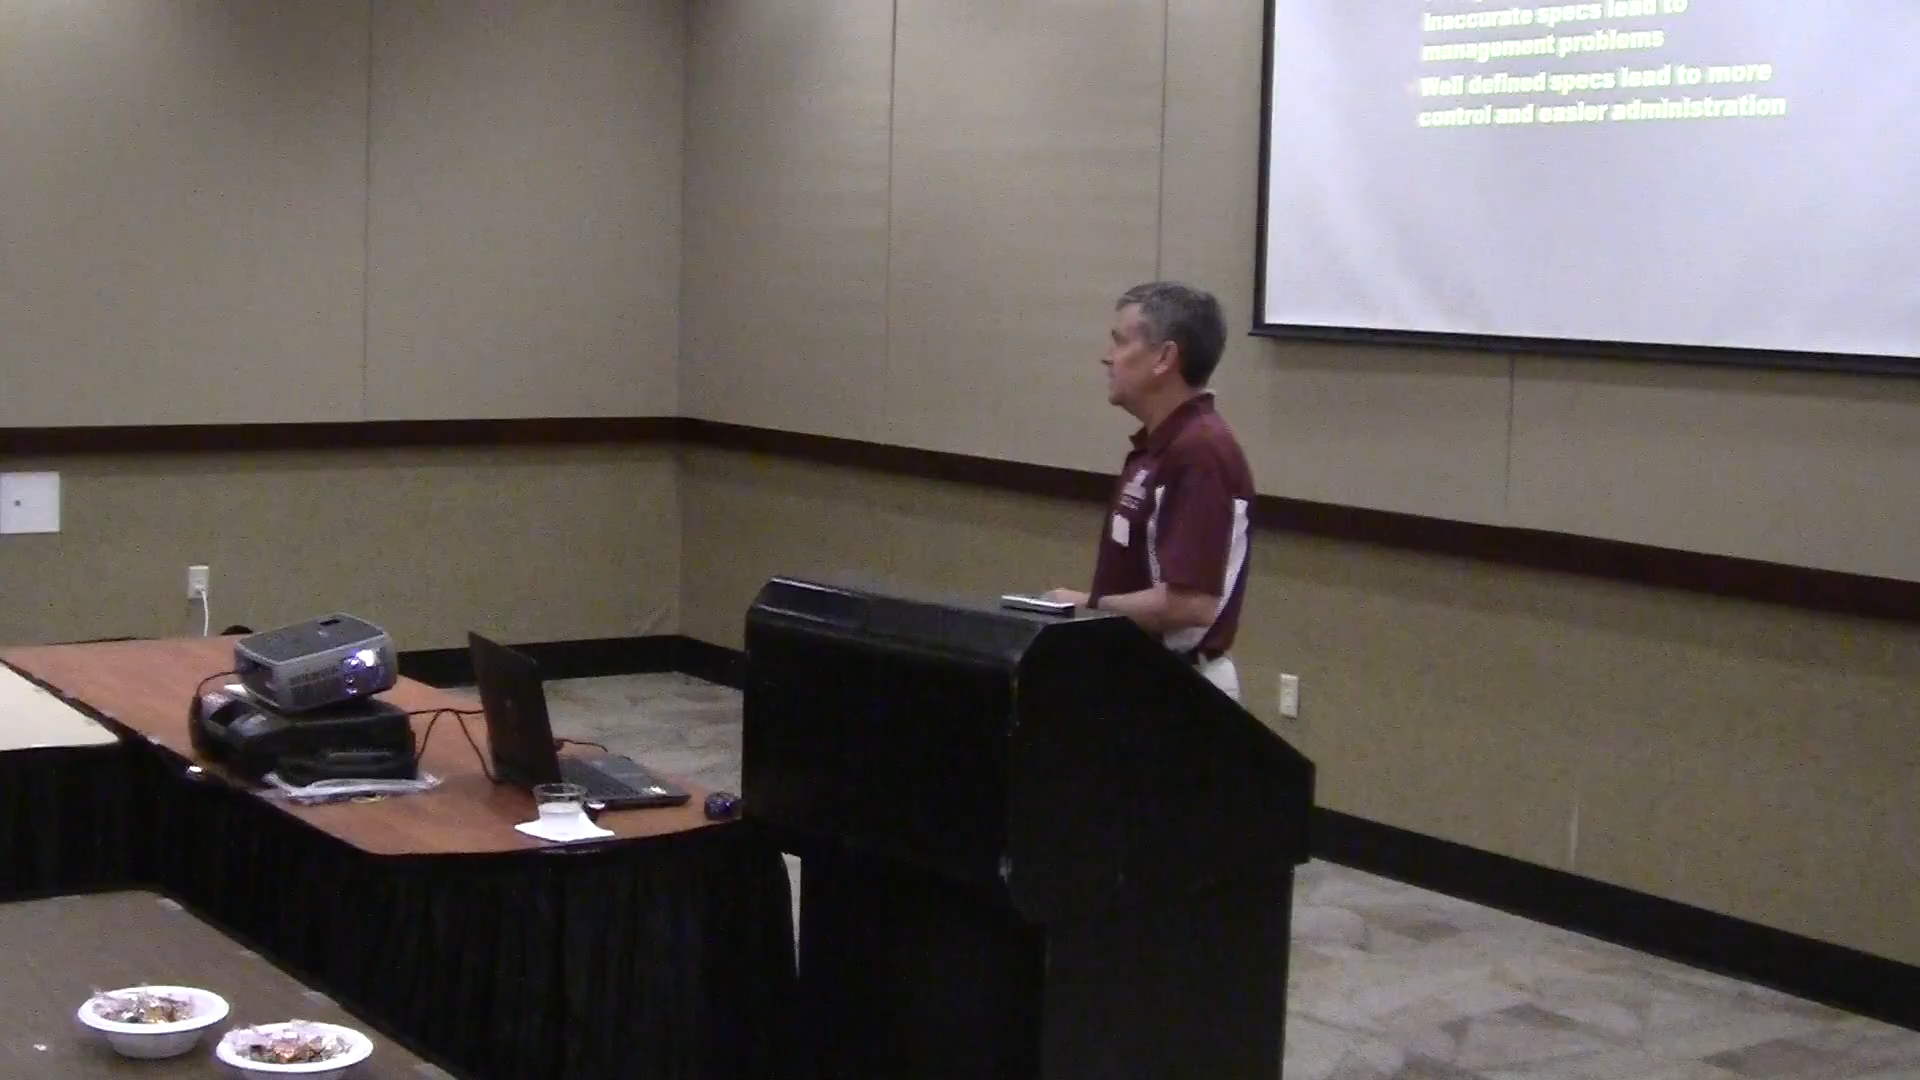 Inaccurate specs lead to
management problems
Well defined specs lead to more
control and easier administration